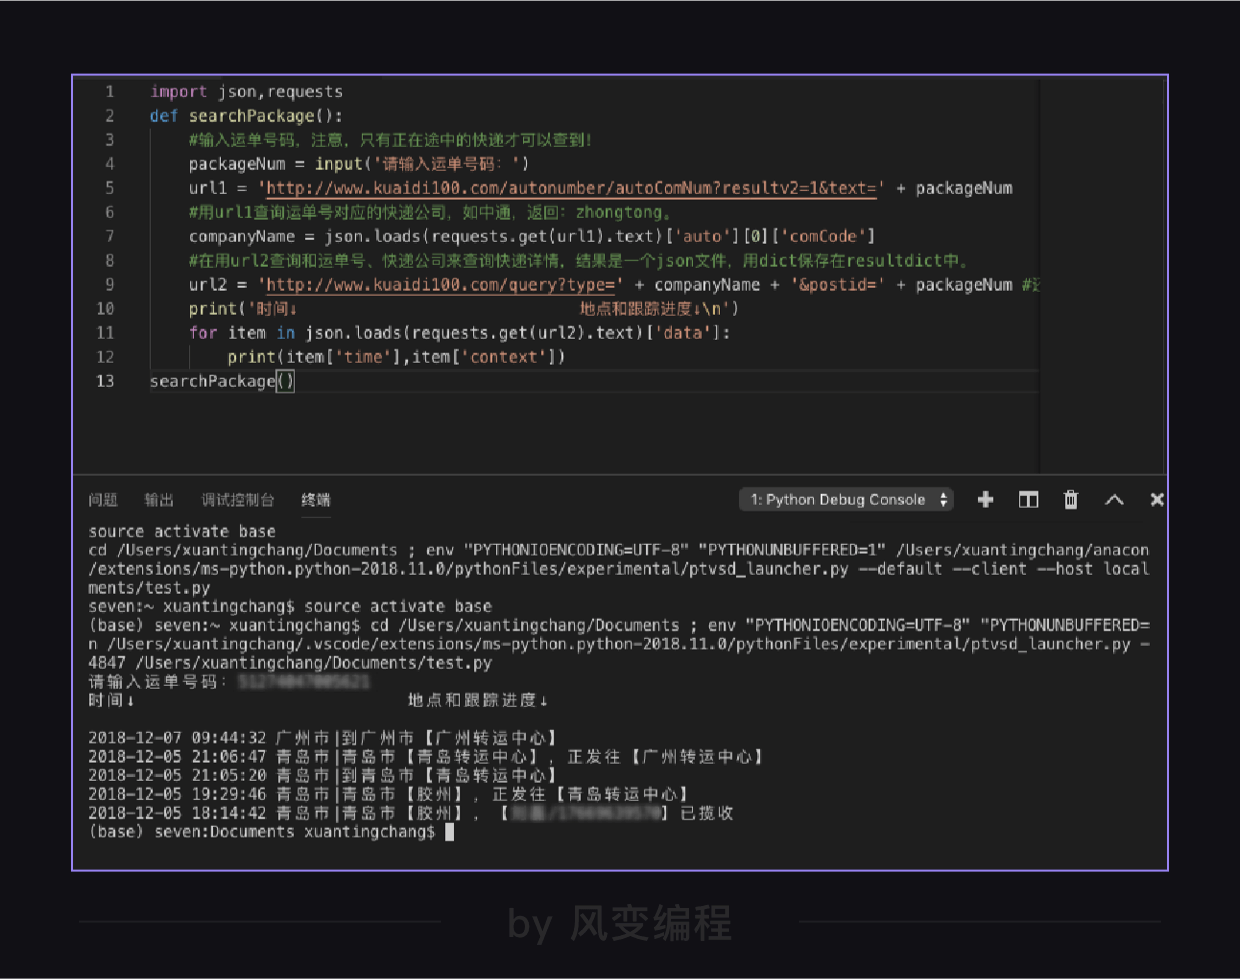 1 import json,requests
2 def searchPackage():
3 #输入运单号码，注意，只有正在途中的快递才可以查到!
4 packageNum = input('请输入运单号码：')
5 url1 = 'http://www.kuaidi100.com/autonumber/autoComNum?resultv2=1&text=' + packageNum
6 #用url1查询运单号对应的快递公司，如中通，返回：zhongtong。
7 companyName = json.loads(requests.get(url1).text)['auto'][0]['comCode']
8 #在用url2查询和运单号、快递公司来查询快递详情，结果是一个json文件，用dict保存在resultdict中。
9 url2 = 'http://www.kuaidi100.com/query?type=' + companyName + '&postid=' + packageNum #
10 print('时间↓ 地点和跟踪进度↓\n')
11 for item in json.loads(requests.get(url2).text)['data']:
12 print(item['time'],item['context'])
13 searchPackage()
问题 输出 调试控制台 终端 1: Python Debug Console
source activate base
cd /Users/xuantingchang/Documents ; env "PYTHONIOENCODING=UTF-8" "PYTHONUNBUFFERED=1" /Users/xuantingchang/anacon
/extensions/ms-python.python-2018.11.0/pythonFiles/experimental/ptvsd_launcher.py --default --client --host local
ments/test.py
seven:~ xuantingchang$ source activate base
(base) seven:~ xuantingchang$ cd /Users/xuantingchang/Documents ; env "PYTHONIOENCODING=UTF-8" "PYTHONUNBUFFERED=
n /Users/xuantingchang/.vscode/extensions/ms-python.python-2018.11.0/pythonFiles/experimental/ptvsd_launcher.py -
4847 /Users/xuantingchang/Documents/test.py
请输入运单号码：
时间↓ 地点和跟踪进度↓
2018-12-07 09:44:32 广州市|到广州市【广州转运中心】
2018-12-05 21:06:47 青岛市|青岛市【青岛转运中心】，正发往【广州转运中心】
2018-12-05 21:05:20 青岛市|到青岛市【青岛转运中心】
2018-12-05 19:29:46 青岛市|青岛市【胶州】，正发往【青岛转运中心】
2018-12-05 18:14:42 青岛市|青岛市【胶州】，【】已揽收
(base) seven:Documents xuantingchang$
by 风变编程